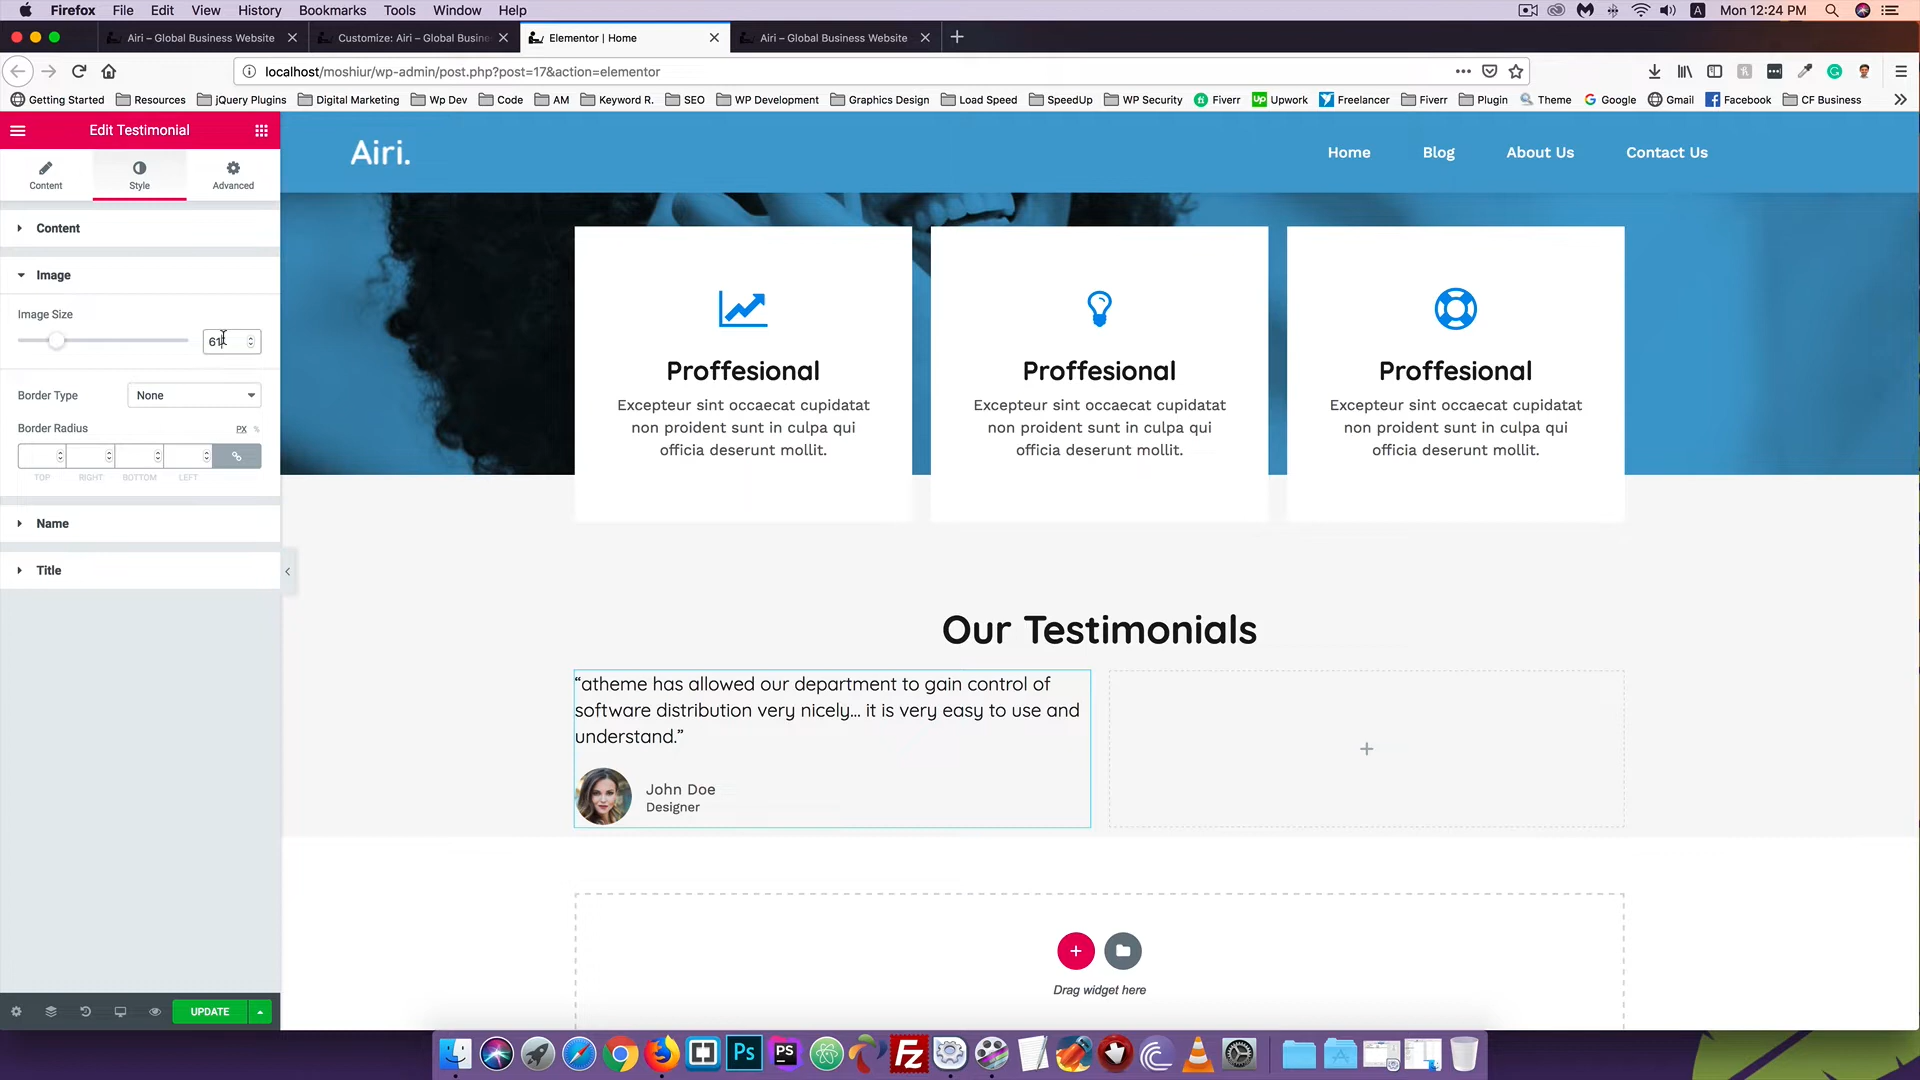 Firefox File Edit View History Bookmarks Tools Window Help
A Mon 12:24 PM
Airi – Global Business Website
Customize: Airi – Global Busine
Elementor | Home
Airi – Global Business Website
localhost/moshiur/wp-admin/post.php?post=17&action=elementor
Getting Started Resources jQuery Plugins Digital Marketing Wp Dev Code AM Keyword R. SEO WP Development Graphics Design Load Speed SpeedUp WP Security Fiverr Upwork Freelancer Fiverr Plugin Theme Google Gmail Facebook CF Business
Edit Testimonial
Content
Style
Advanced
Content
Image
Image Size
61
Border Type
None
Border Radius
PX %
TOP RIGHT BOTTOM LEFT
Name
Title
UPDATE
Airi.
Home Blog About Us Contact Us
Proffesional
Excepteur sint occaecat cupidatat
non proident sunt in culpa qui
officia deserunt mollit.
Proffesional
Excepteur sint occaecat cupidatat
non proident sunt in culpa qui
officia deserunt mollit.
Proffesional
Excepteur sint occaecat cupidatat
non proident sunt in culpa qui
officia deserunt mollit.
Our Testimonials
“atheme has allowed our department to gain control of
software distribution very nicely... it is very easy to use and
understand.”
John Doe
Designer
Drag widget here
Ps
PS
FZ